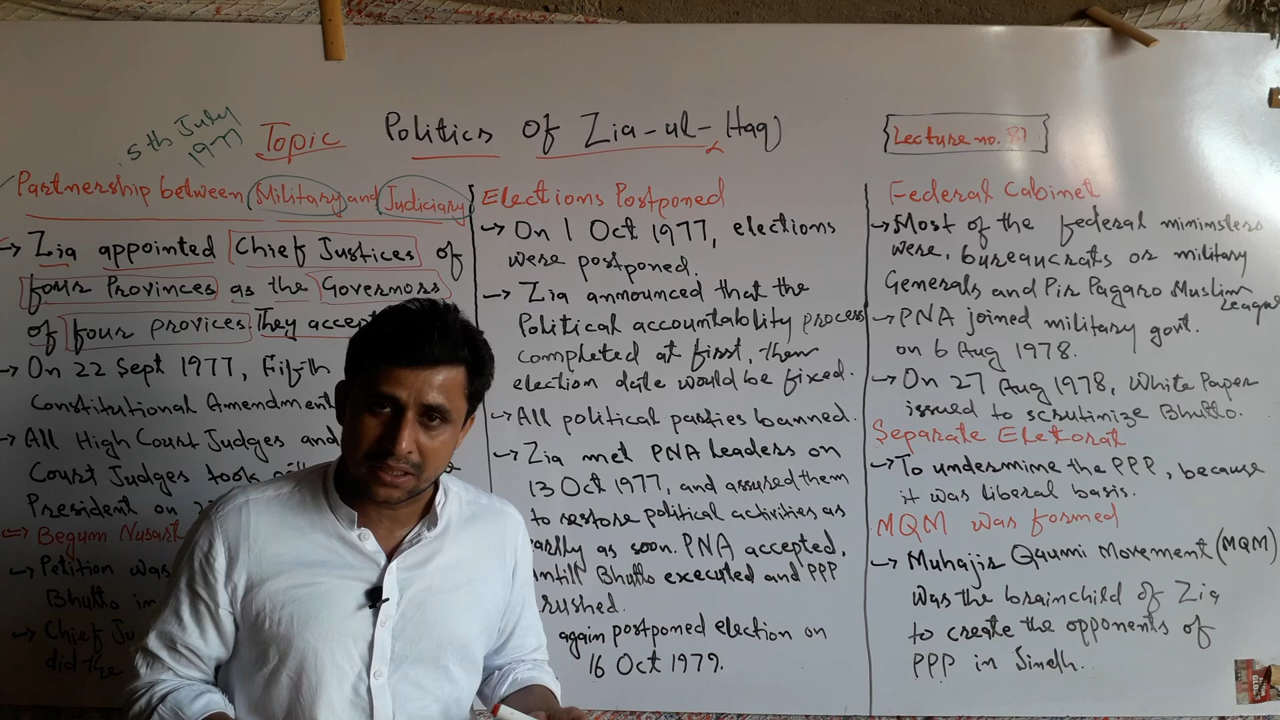 5th July
1977
Topic
Politics of Zia-ul-Haq
Lecture no. 81
Partnership between Military and Judiciary
→ Zia appointed Chief Justices of
four Provinces as the Governors
of four provices. They accept
→ On 22 Sept 1977, Fifth
Constitutional Amendment
→ All High Court Judges and
Court Judges took
President on
⇒ Begum Nusart
→ Petition was
Bhutto in
→ Chief Ju
did the
Elections Postponed
→ On 1 Oct 1977, elections
were postponed.
→ Zia announced that the
Political accountability process
completed at first, then
election date would be fixed.
→ All political parties banned.
→ Zia met PNA leaders on
13 Oct 1977, and assured them
to restore political activities as
arlly as soon. PNA accepted,
untill Bhutto executed and PPP
rushed.
again postponed election on
16 Oct 1979.
Federal Cabinet
→ Most of the federal mimimsters
were, bureaucrats or military
Generals and Pir Pagaro Muslim
League
→ PNA joined military govt.
on 6 Aug 1978.
→ On 27 Aug 1978, White Paper
issued to scrutimize Bhutto.
Separate Electorat
→ To undermine the PPP, because
it was liberal basis.
MQM was formed
→ Muhajir Qaumi Movement (MQM)
was the brainchild of Zia
to create the opponents of
PPP in Sindh.